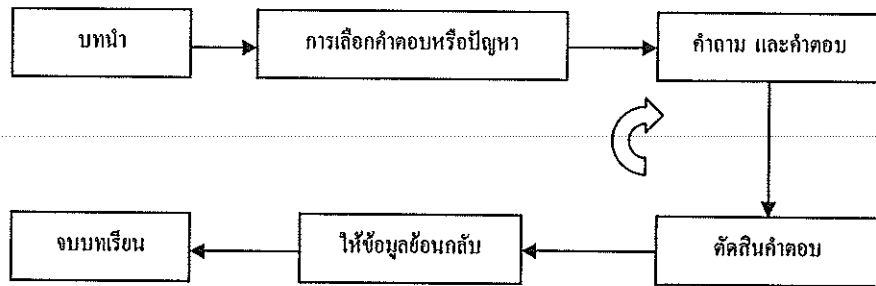 บทนำ
การเลือกคำตอบหรือปัญหา
คำถาม และคำตอบ
จบบทเรียน
ให้ข้อมูลย้อนกลับ
ตัดสินคำตอบ